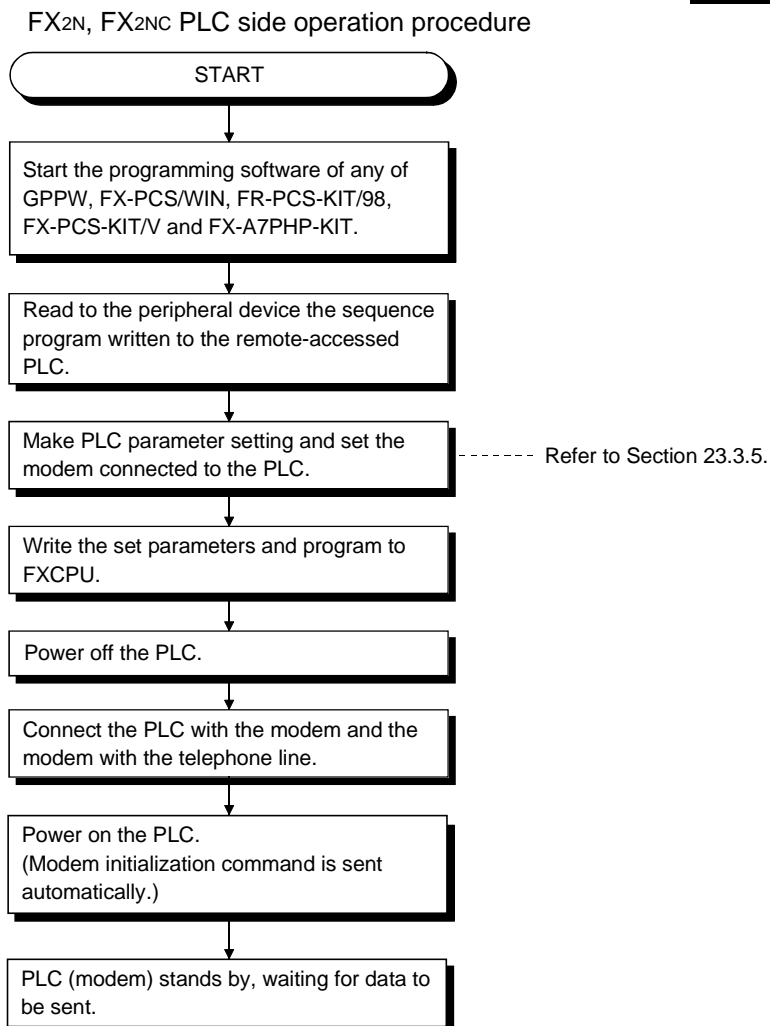 FX2N, FX2NC PLC side operation procedure
START
Start the programming software of any of
GPPW, FX-PCS/WIN, FR-PCS-KIT/98,
FX-PCS-KIT/V and FX-A7PHP-KIT.
Read to the peripheral device the sequence
program written to the remote-accessed
PLC.
Make PLC parameter setting and set the
modem connected to the PLC.
Refer to Section 23.3.5.
Write the set parameters and program to
FXCPU.
Power off the PLC.
Connect the PLC with the modem and the
modem with the telephone line.
Power on the PLC.
(Modem initialization command is sent
automatically.)
PLC (modem) stands by, waiting for data to
be sent.